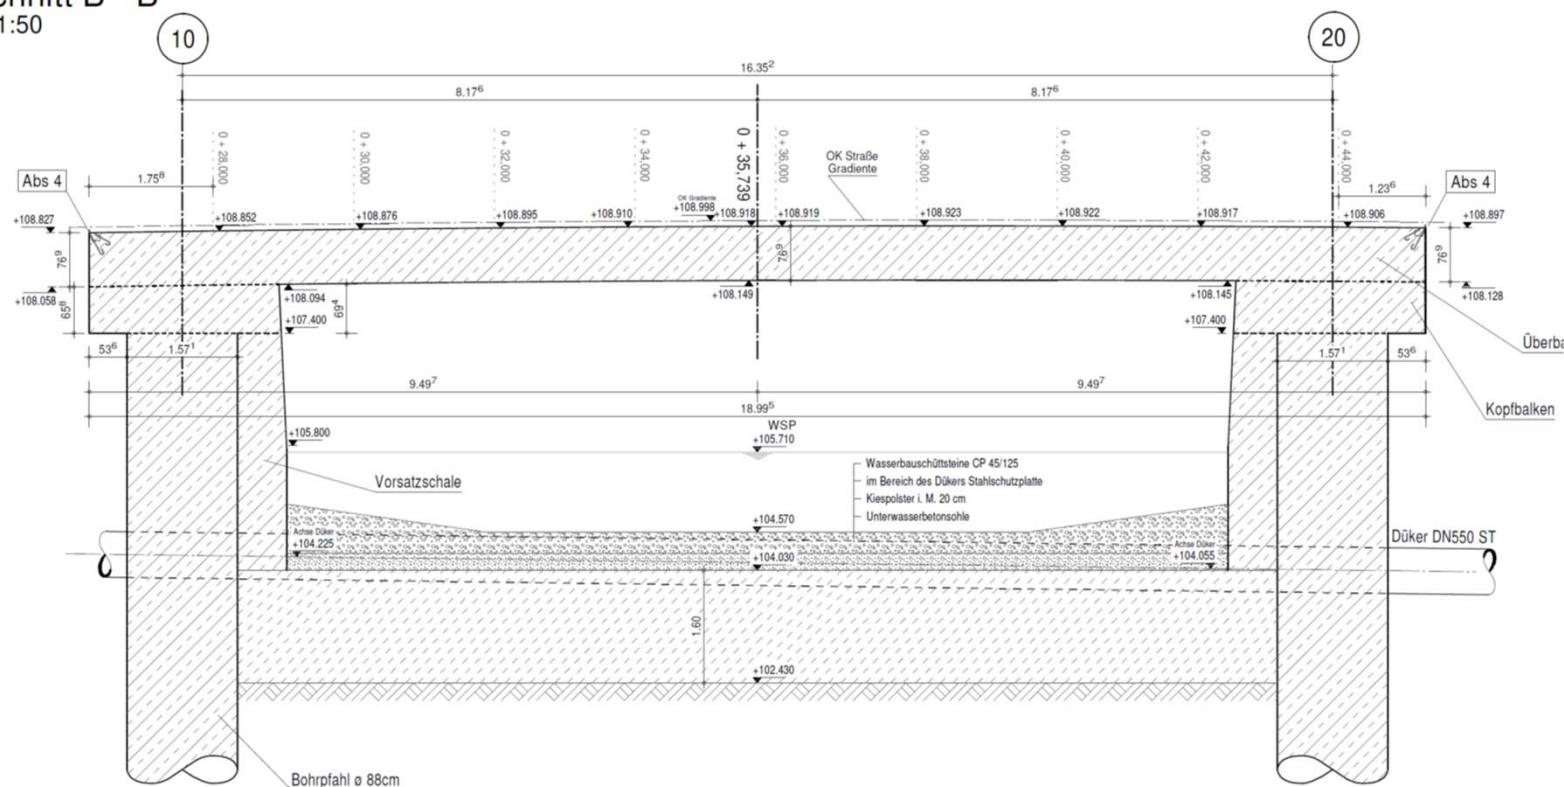 1:50
10
20
16.35²
8.17⁶
8.17⁶
0 + 28,000
0 + 30,000
0 + 32,000
0 + 34,000
0 + 35,739
0 + 36,000
0 + 38,000
0 + 40,000
0 + 42,000
0 + 44,000
OK Straße
Gradiente
Abs 4
1.75⁸
1.23⁶
Abs 4
OK Gradiente
+108.998
+108.827
+108.852
+108.876
+108.895
+108.910
+108.918
+108.919
+108.923
+108.922
+108.917
+108.906
+108.897
76⁹
76⁹
76⁹
+108.058
+108.094
+108.149
+108.145
+108.128
65⁸
69⁴
+107.400
+107.400
53⁶
1.57¹
1.57¹
53⁶
Überba
9.49⁷
9.49⁷
18.99⁵
Kopfbalken
WSP
+105.800
+105.710
Vorsatzschale
Wasserbauschüttsteine CP 45/125
im Bereich des Dükers Stahlschutzplatte
Kiespolster i. M. 20 cm
Unterwasserbetonsohle
+104.570
Achse Düker
+104.225
+104.030
Achse Düker
+104.055
Düker DN550 ST
1.60
+102.430
Bohrpfahl ø 88cm